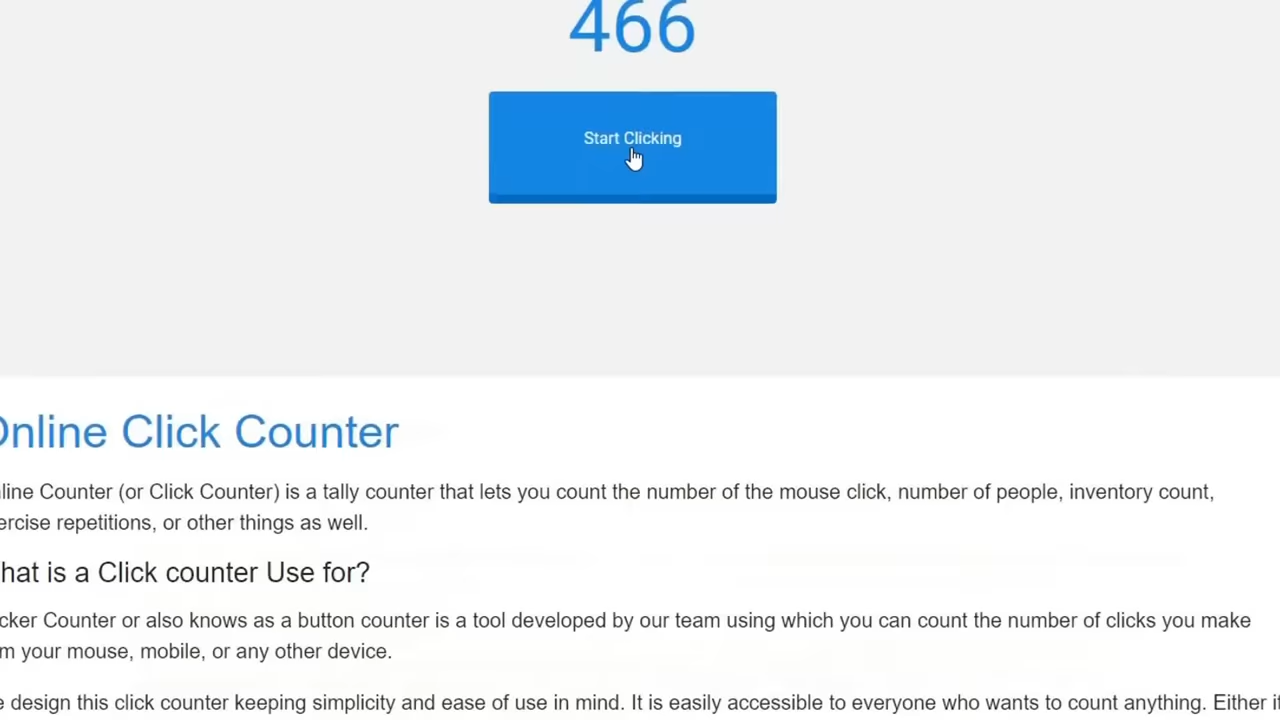 466
Start Clicking
Online Click Counter
line Counter (or Click Counter) is a tally counter that lets you count the number of the mouse click, number of people, inventory count,
ercise repetitions, or other things as well.
hat is a Click counter Use for?
cker Counter or also knows as a button counter is a tool developed by our team using which you can count the number of clicks you make
m your mouse, mobile, or any other device.
e design this click counter keeping simplicity and ease of use in mind. It is easily accessible to everyone who wants to count anything. Either i